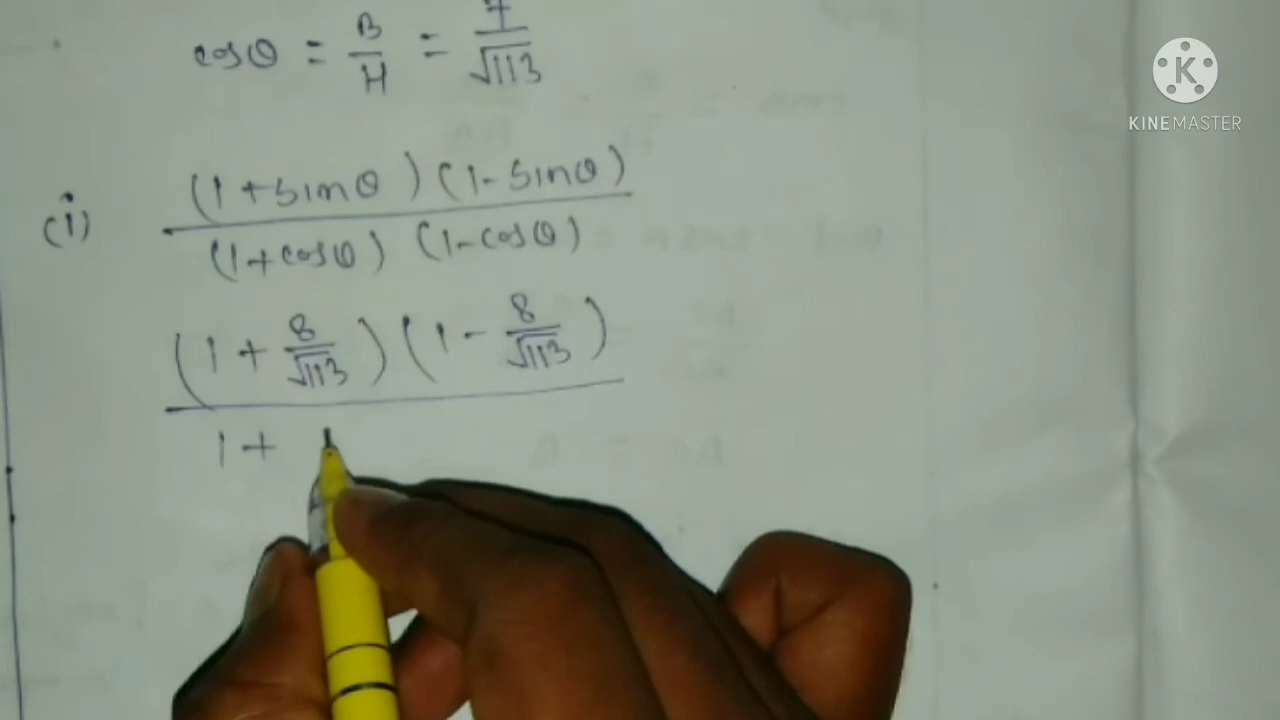 cosθ = B/H = 7/√113
KINEMASTER
(i) (1+sinθ)(1-sinθ)/(1+cosθ)(1-cosθ)
(1+8/√113)(1-8/√113)
1+